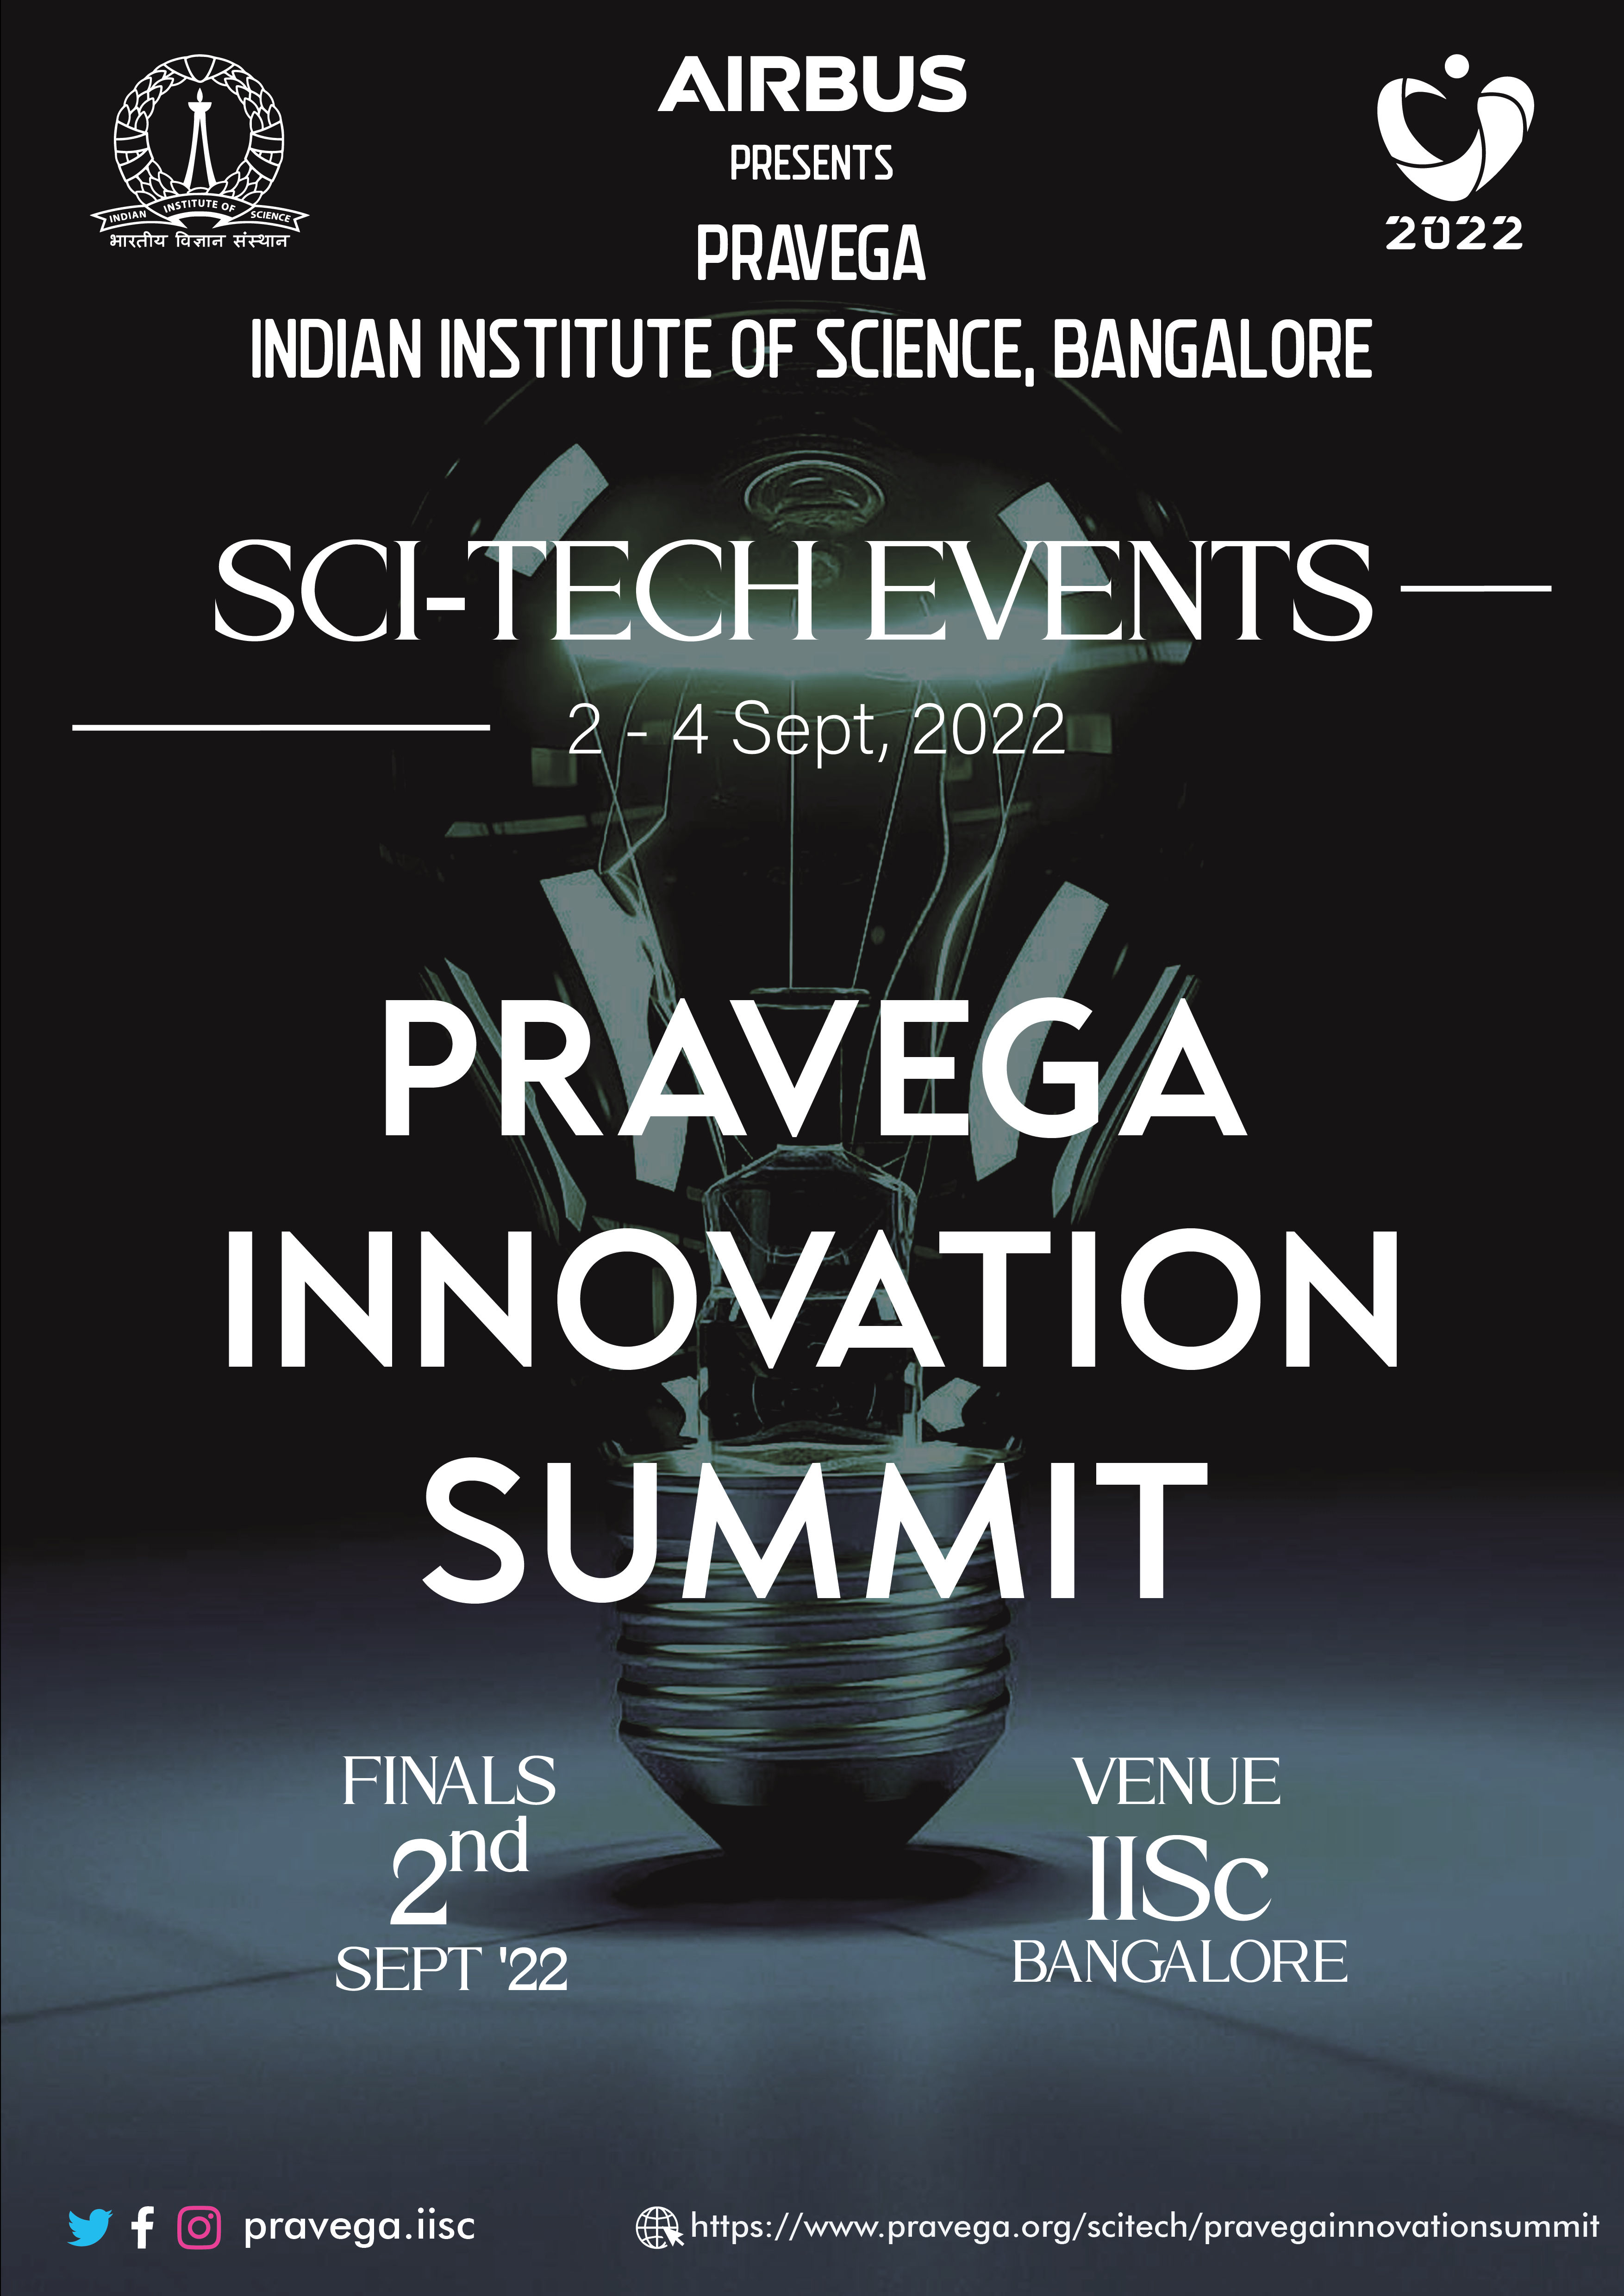 INDIAN INSTITUTE OF SCIENCE
भारतीय विज्ञान संस्थान
AIRBUS
PRESENTS
PRAVEGA
INDIAN INSTITUTE OF SCIENCE, BANGALORE
2022
SCI-TECH EVENTS
2 - 4 Sept, 2022
PRAVEGA
INNOVATION
SUMMIT
FINALS
2nd
SEPT '22
VENUE
IISc
BANGALORE
pravega.iisc
https://www.pravega.org/scitech/pravegainnovationsummit